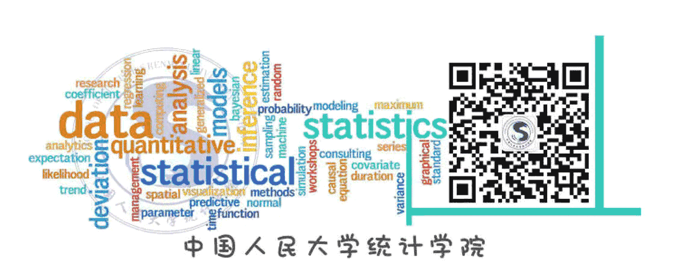 research
coefficient
regression
learning
computing
analysis
linear
generalized
models
bayesian
inference
estimation
random
probability
modeling
maximum
data
sampling
machine
statistics
analytics
quantitative
consulting
series
graphical
standard
expectation
deviation
statistical
simulation
workshops
causal
equation
covariate
likelihood
management
spatial
visualization
methods
duration
variance
trend
predictive
normal
parameter
time
function
中国人民大学统计学院